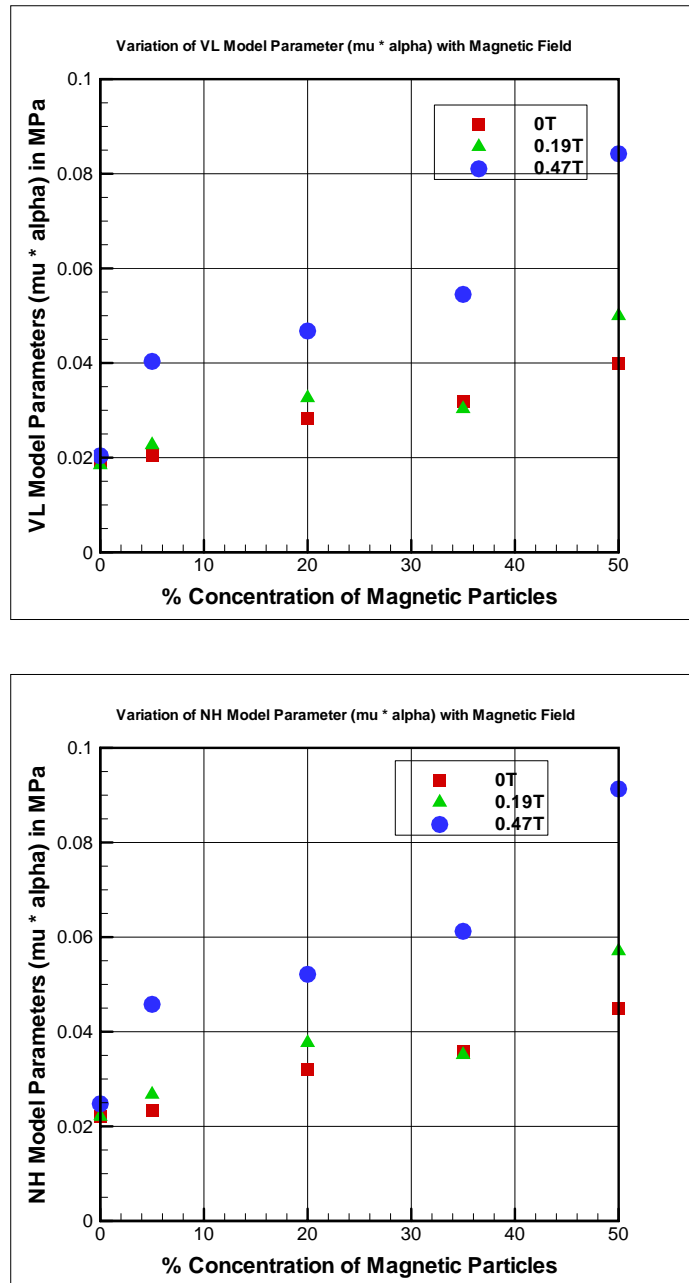 Variation of VL Model Parameter (mu * alpha) with Magnetic Field
VL Model Parameters (mu * alpha) in MPa
0.1
0.08
0.06
0.04
0.02
0
0T
0.19T
0.47T
0 10 20 30 40 50
% Concentration of Magnetic Particles
Variation of NH Model Parameter (mu * alpha) with Magnetic Field
NH Model Parameters (mu * alpha) in MPa
0.1
0.08
0.06
0.04
0.02
0
0T
0.19T
0.47T
0 10 20 30 40 50
% Concentration of Magnetic Particles